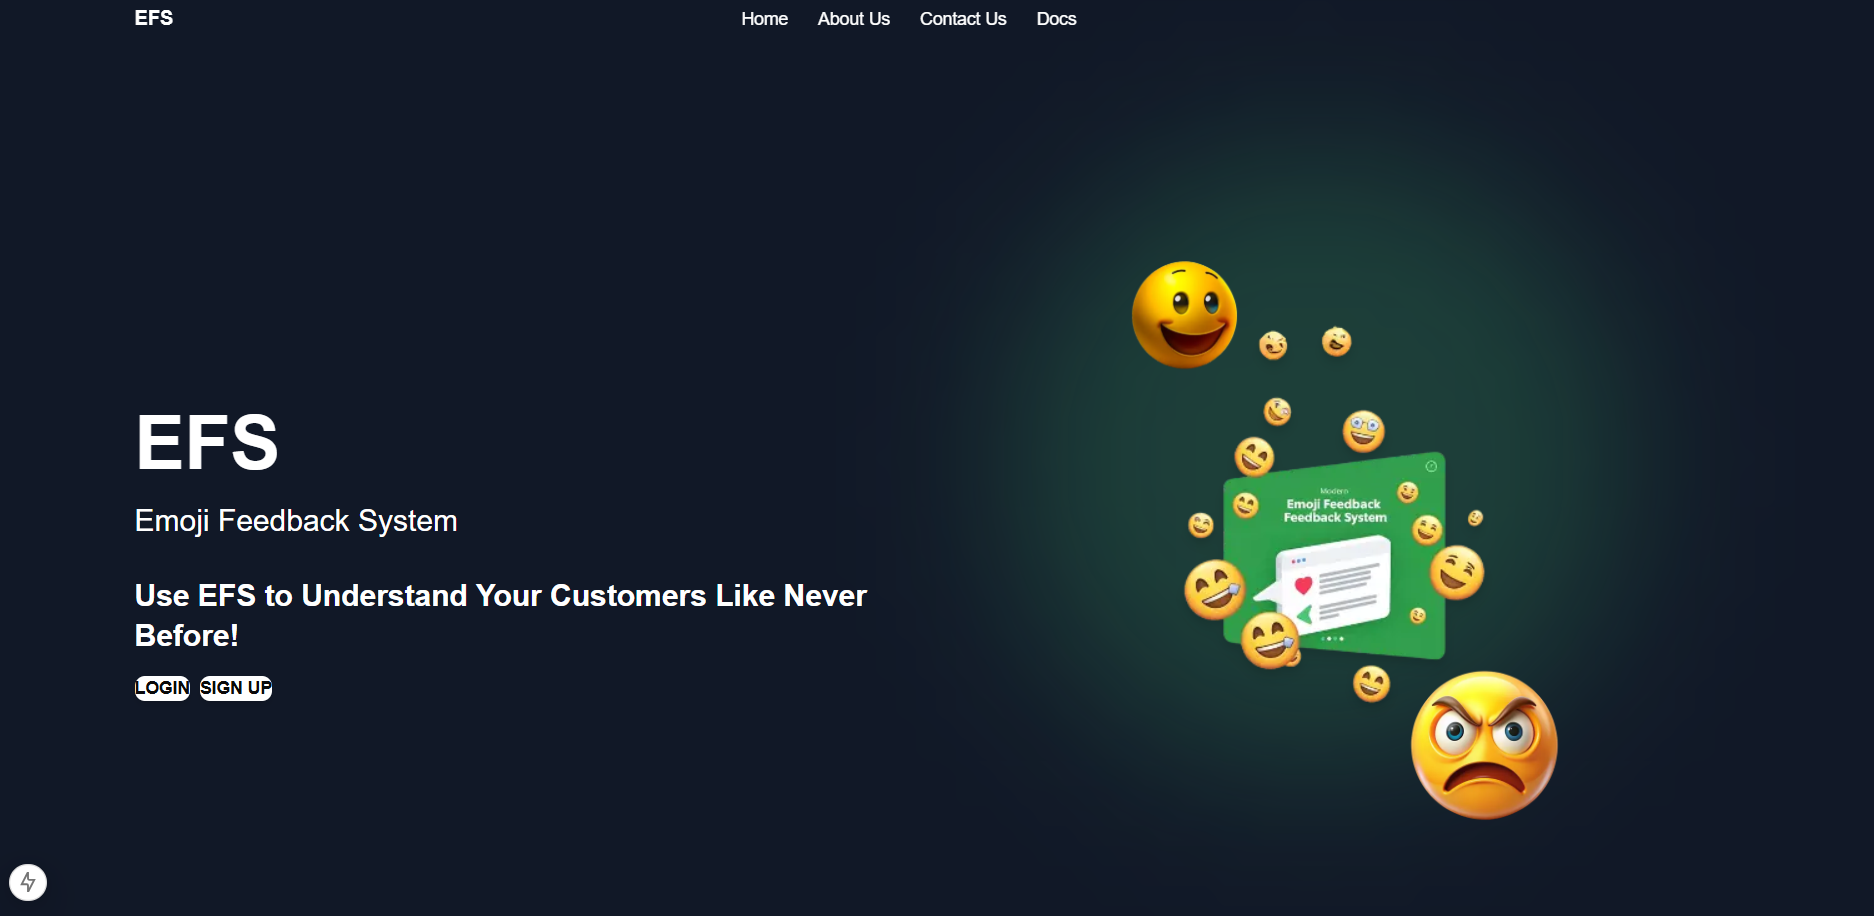 EFS
Home About Us Contact Us Docs
EFS
Emoji Feedback System
Use EFS to Understand Your Customers Like Never
Before!
LOGIN SIGN UP
Modern
Emoji Feedback
Feedback System